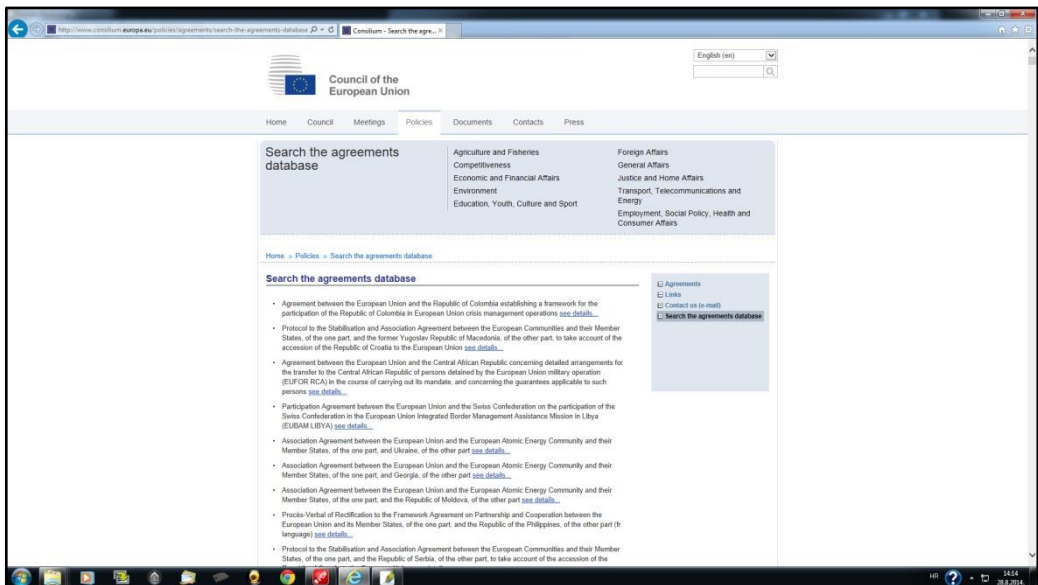 http://www.consilium.europa.eu/policies/agreements/search-the-agreements-database
Consilium - Search the agre...
English (en)
Council of the
European Union
Home Council Meetings Policies Documents Contacts Press
Search the agreements
database
Agriculture and Fisheries
Competitiveness
Economic and Financial Affairs
Environment
Education, Youth, Culture and Sport
Foreign Affairs
General Affairs
Justice and Home Affairs
Transport, Telecommunications and
Energy
Employment, Social Policy, Health and
Consumer Affairs
Home » Policies » Search the agreements database
Search the agreements database
• Agreement between the European Union and the Republic of Colombia establishing a framework for the
participation of the Republic of Colombia in European Union crisis management operations see details...
• Protocol to the Stabilisation and Association Agreement between the European Communities and their Member
States, of the one part, and the former Yugoslav Republic of Macedonia, of the other part, to take account of the
accession of the Republic of Croatia to the European Union see details...
• Agreement between the European Union and the Central African Republic concerning detailed arrangements for
the transfer to the Central African Republic of persons detained by the European Union military operation
(EUFOR RCA) in the course of carrying out its mandate, and concerning the guarantees applicable to such
persons see details...
• Participation Agreement between the European Union and the Swiss Confederation on the participation of the
Swiss Confederation in the European Union Integrated Border Management Assistance Mission in Libya
(EUBAM LIBYA) see details...
• Association Agreement between the European Union and the European Atomic Energy Community and their
Member States, of the one part, and Ukraine, of the other part see details...
• Association Agreement between the European Union and the European Atomic Energy Community and their
Member States, of the one part, and Georgia, of the other part see details...
• Association Agreement between the European Union and the European Atomic Energy Community and their
Member States, of the one part, and the Republic of Moldova, of the other part see details...
• Procès-Verbal of Rectification to the Framework Agreement on Partnership and Cooperation between the
European Union and its Member States, of the one part, and the Republic of the Philippines, of the other part (fr
language) see details...
• Protocol to the Stabilisation and Association Agreement between the European Communities and their Member
States, of the one part, and the Republic of Serbia, of the other part, to take account of the accession of the
Agreements
Links
Contact us (e-mail)
Search the agreements database
HR
14:14
28.8.2014.